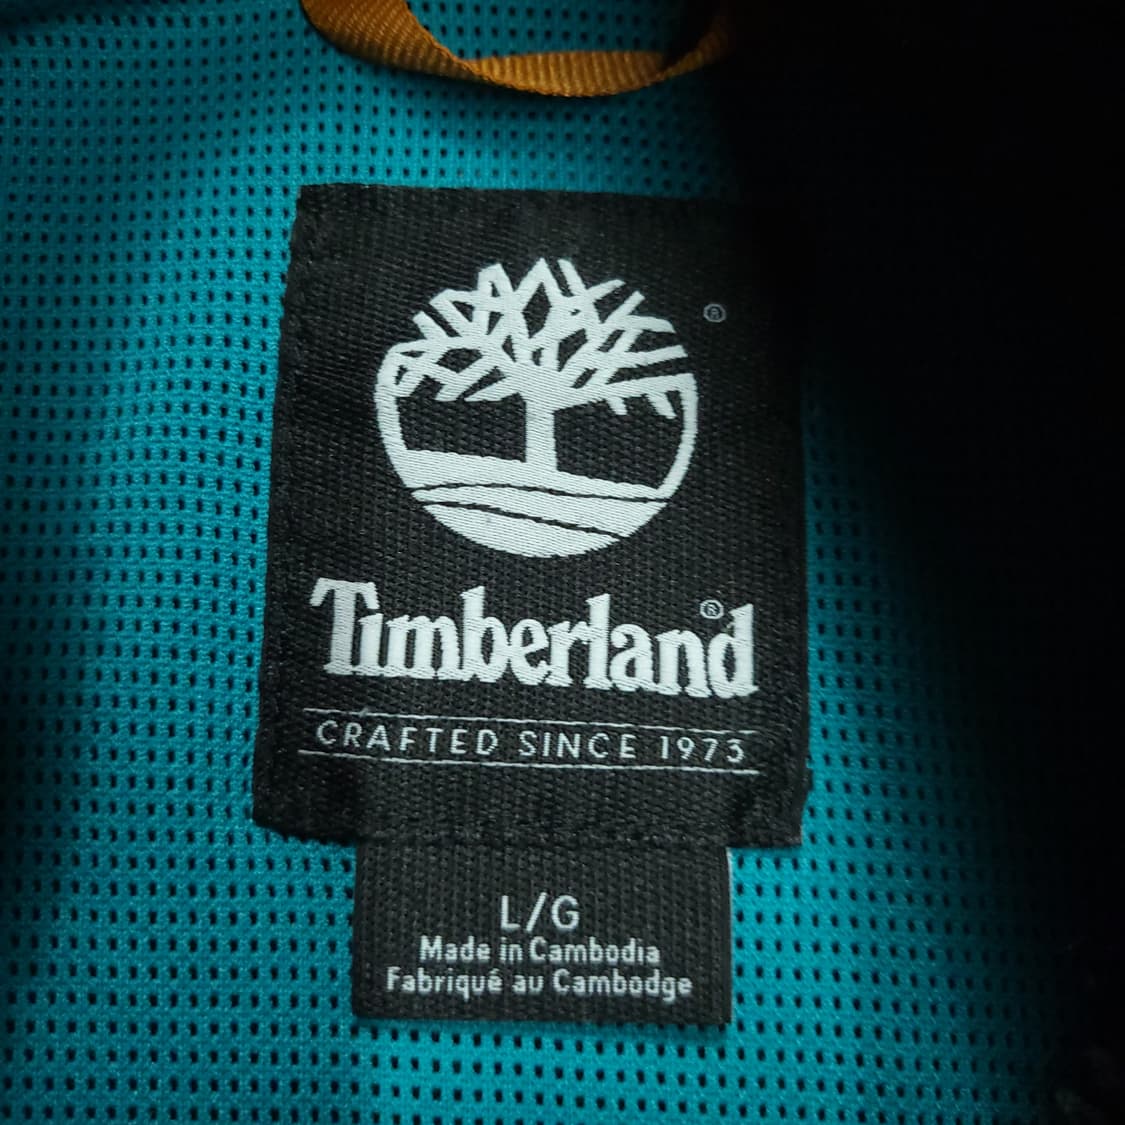 ®
Timberland®
CRAFTED SINCE 1973
L/G
Made in Cambodia
Fabriqué au Cambodge